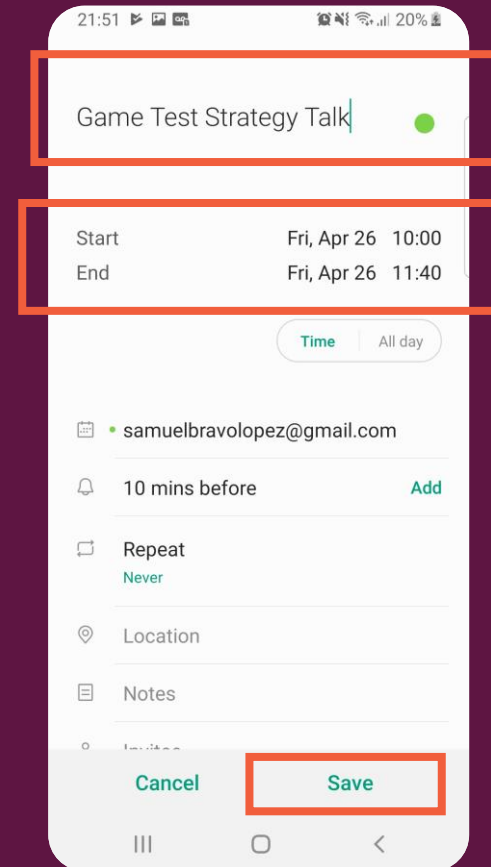 21:51 20%
Game Test Strategy Talk
Start Fri, Apr 26 10:00
End Fri, Apr 26 11:40
Time All day
samuelbravolopez@gmail.com
10 mins before Add
Repeat
Never
Location
Notes
Cancel Save